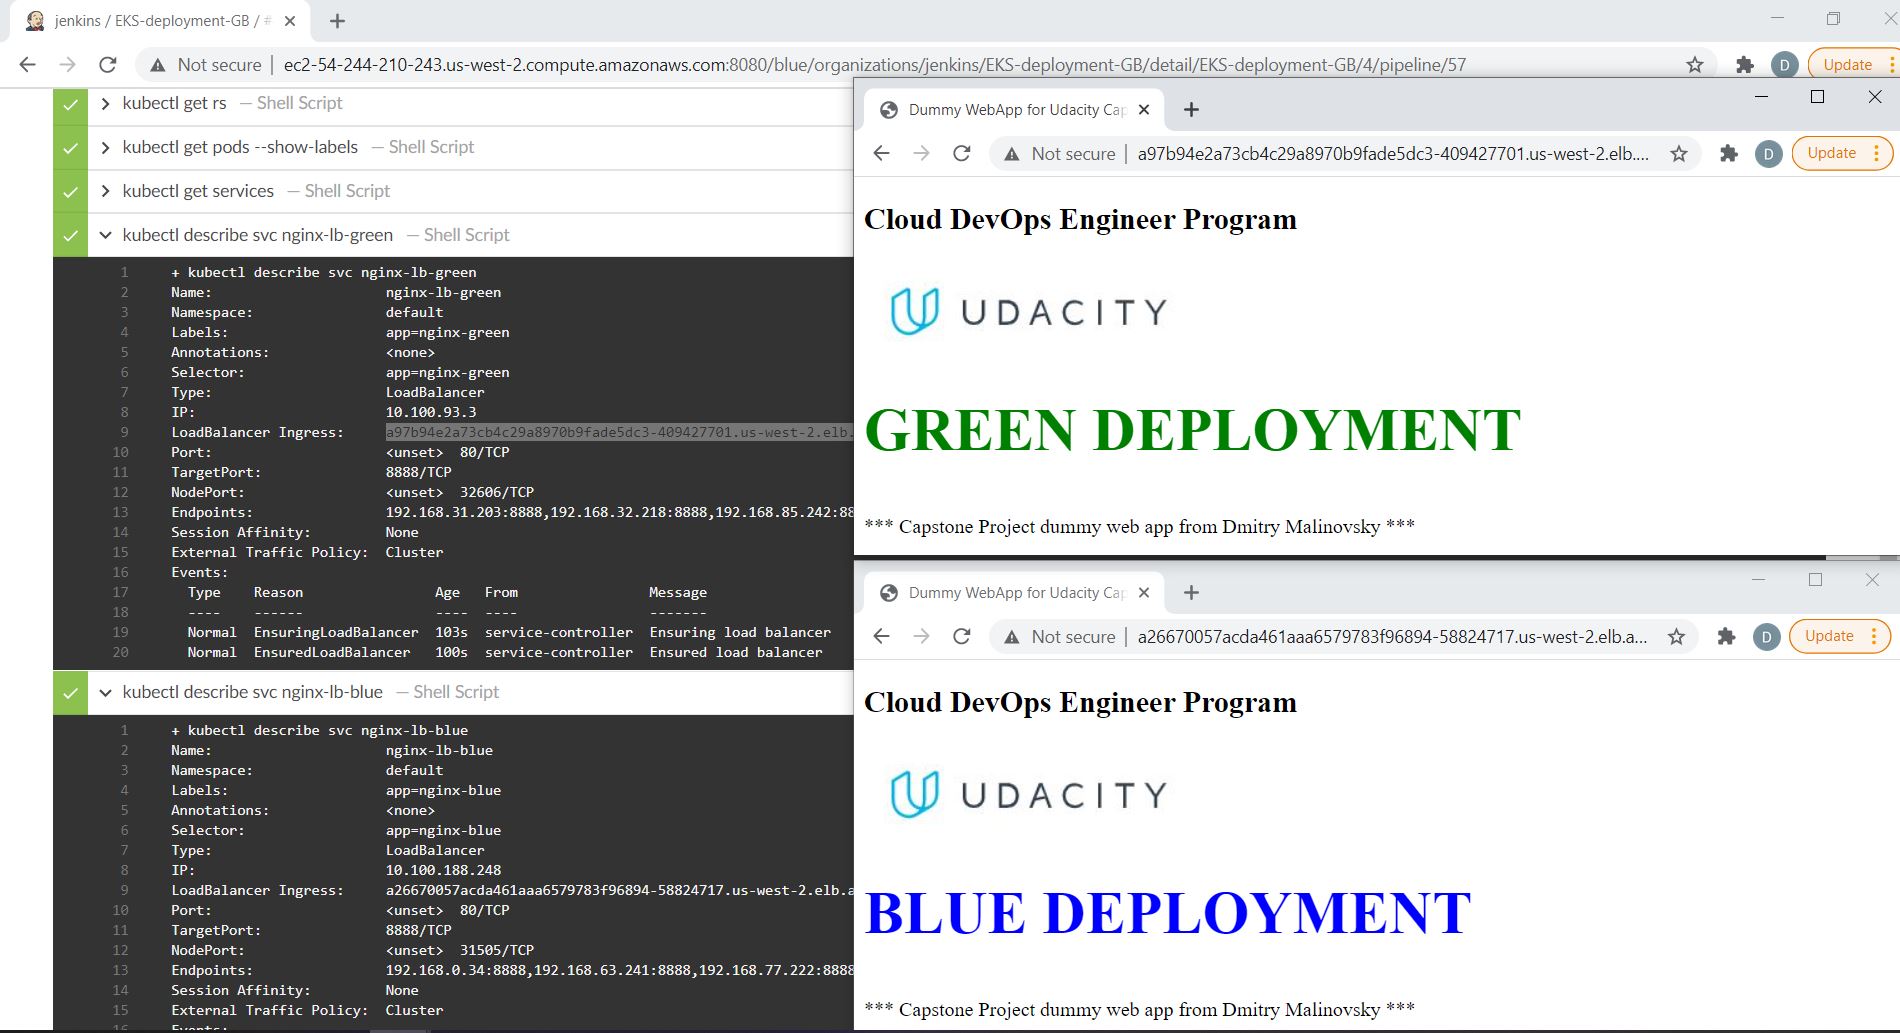 jenkins / EKS-deployment-GB / #
Not secure | ec2-54-244-210-243.us-west-2.compute.amazonaws.com:8080/blue/organizations/jenkins/EKS-deployment-GB/detail/EKS-deployment-GB/4/pipeline/57
D
Update
kubectl get rs — Shell Script
kubectl get pods --show-labels — Shell Script
kubectl get services — Shell Script
kubectl describe svc nginx-lb-green — Shell Script
1 + kubectl describe svc nginx-lb-green
2 Name: nginx-lb-green
3 Namespace: default
4 Labels: app=nginx-green
5 Annotations: <none>
6 Selector: app=nginx-green
7 Type: LoadBalancer
8 IP: 10.100.93.3
9 LoadBalancer Ingress: a97b94e2a73cb4c29a8970b9fade5dc3-409427701.us-west-2.elb.
10 Port: <unset> 80/TCP
11 TargetPort: 8888/TCP
12 NodePort: <unset> 32606/TCP
13 Endpoints: 192.168.31.203:8888,192.168.32.218:8888,192.168.85.242:88
14 Session Affinity: None
15 External Traffic Policy: Cluster
16 Events:
17 Type Reason Age From Message
18 ---- ------ ---- ---- -------
19 Normal EnsuringLoadBalancer 103s service-controller Ensuring load balancer
20 Normal EnsuredLoadBalancer 100s service-controller Ensured load balancer
kubectl describe svc nginx-lb-blue — Shell Script
1 + kubectl describe svc nginx-lb-blue
2 Name: nginx-lb-blue
3 Namespace: default
4 Labels: app=nginx-blue
5 Annotations: <none>
6 Selector: app=nginx-blue
7 Type: LoadBalancer
8 IP: 10.100.188.248
9 LoadBalancer Ingress: a26670057acda461aaa6579783f96894-58824717.us-west-2.elb.a
10 Port: <unset> 80/TCP
11 TargetPort: 8888/TCP
12 NodePort: <unset> 31505/TCP
13 Endpoints: 192.168.0.34:8888,192.168.63.241:8888,192.168.77.222:8888
14 Session Affinity: None
15 External Traffic Policy: Cluster
16 Events:
Dummy WebApp for Udacity Cap
Not secure | a97b94e2a73cb4c29a8970b9fade5dc3-409427701.us-west-2.elb....
D
Update
Cloud DevOps Engineer Program
UDACITY
GREEN DEPLOYMENT
*** Capstone Project dummy web app from Dmitry Malinovsky ***
Dummy WebApp for Udacity Cap
Not secure | a26670057acda461aaa6579783f96894-58824717.us-west-2.elb.a...
D
Update
Cloud DevOps Engineer Program
UDACITY
BLUE DEPLOYMENT
*** Capstone Project dummy web app from Dmitry Malinovsky ***